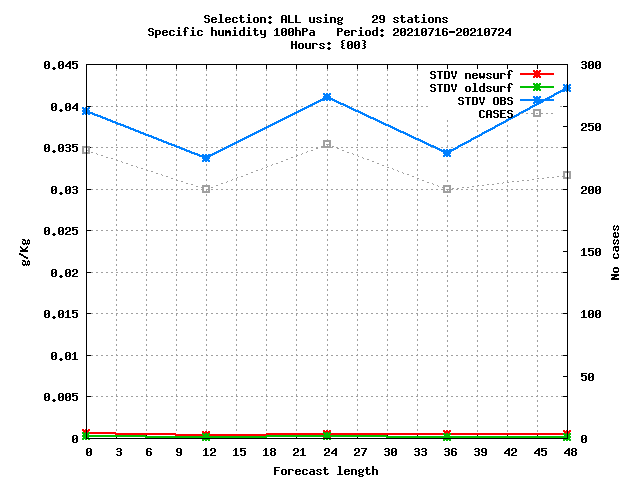 Selection: ALL using    29 stations
Specific humidity 100hPa   Period: 20210716-20210724
Hours: {00}
0.045
0.04
0.035
0.03
0.025
0.02
0.015
0.01
0.005
0
g/Kg
STDV newsurf
STDV oldsurf
STDV OBS
CASES
300
250
200
150
100
50
0
No cases
0 3 6 9 12 15 18 21 24 27 30 33 36 39 42 45 48
Forecast length